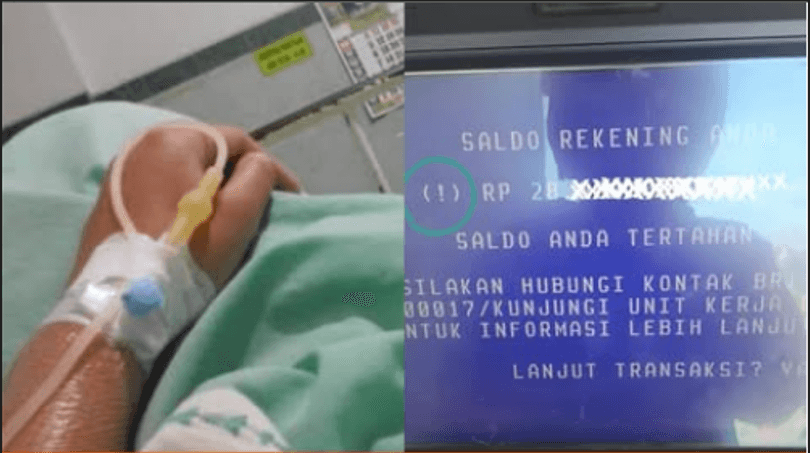 SALDO REKENING ANDA
(!) RP 28
SALDO ANDA TERTAHAN
SILAKAN HUBUNGI KONTAK BRI
00017/KUNJUNGI UNIT KERJA
NTUK INFORMASI LEBIH LANJU
LANJUT TRANSAKSI? YA